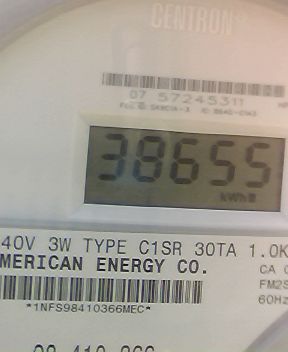 CENTRON
07 57245311
38655
kWh
40V 3W TYPE C1SR 30TA 1.0K
MERICAN ENERGY CO.
CA
FM2S
60Hz
*1NFS98410366MEC*